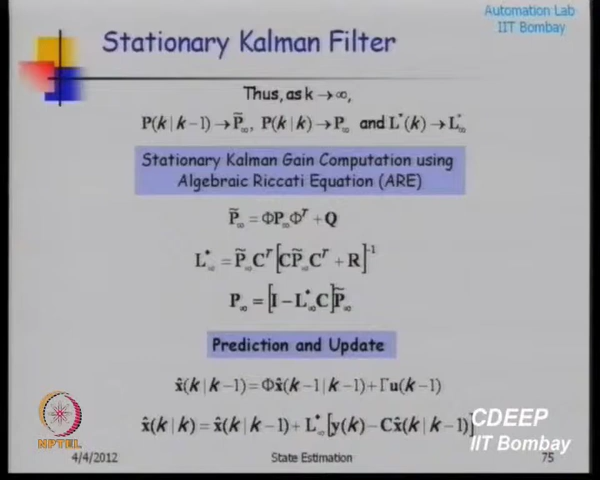 Automation Lab
IIT Bombay
Stationary Kalman Filter
Thus, as k → ∞,
P(k | k−1) → P̃∞, P(k | k) → P∞ and L*(k) → L*∞
Stationary Kalman Gain Computation using
Algebraic Riccati Equation (ARE)
P̃∞ = ΦP∞Φᵀ + Q
L*∞ = P̃∞Cᵀ[CP̃∞Cᵀ + R]⁻¹
P∞ = [I − L*∞C]P̃∞
Prediction and Update
x̂(k | k−1) = Φx̂(k−1 | k−1) + Γu(k−1)
x̂(k | k) = x̂(k | k−1) + L*∞[y(k) − Cx̂(k | k−1)]
CDEEP
IIT Bombay
NPTEL
4/4/2012 State Estimation 75